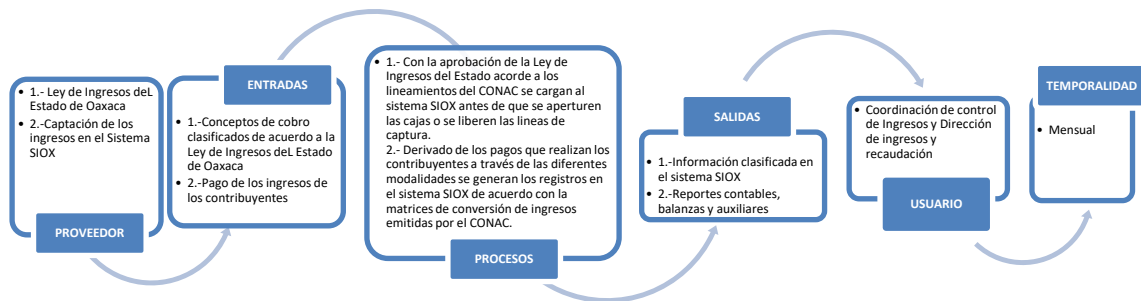 • 1.- Ley de Ingresos deL
Estado de Oaxaca
• 2.-Captación de los
ingresos en el Sistema
SIOX
PROVEEDOR
ENTRADAS
• 1.-Conceptos de cobro
clasificados de acuerdo a la
Ley de Ingresos DeL Estado
de Oaxaca
• 2.-Pago de los ingresos de
los contribuyentes
• 1.- Con la aprobación de la Ley de
Ingresos del Estado acorde a los
lineamientos del CONAC se cargan al
sistema SIOX antes de que se aperturen
las cajas o se liberen las lineas de
captura.
• 2.- Derivado de los pagos que realizan los
contribuyentes a través de las diferentes
modalidades se generan los registros en
el sistema SIOX de acuerdo con la
matrices de conversión de ingresos
emitidas por el CONAC.
PROCESOS
SALIDAS
• 1.-Información clasificada en
el sistema SIOX
• 2.-Reportes contables,
balanzas y auxiliares
• Coordinación de control
de Ingresos y Dirección
de ingresos y
recaudación
USUARIO
TEMPORALIDAD
• Mensual